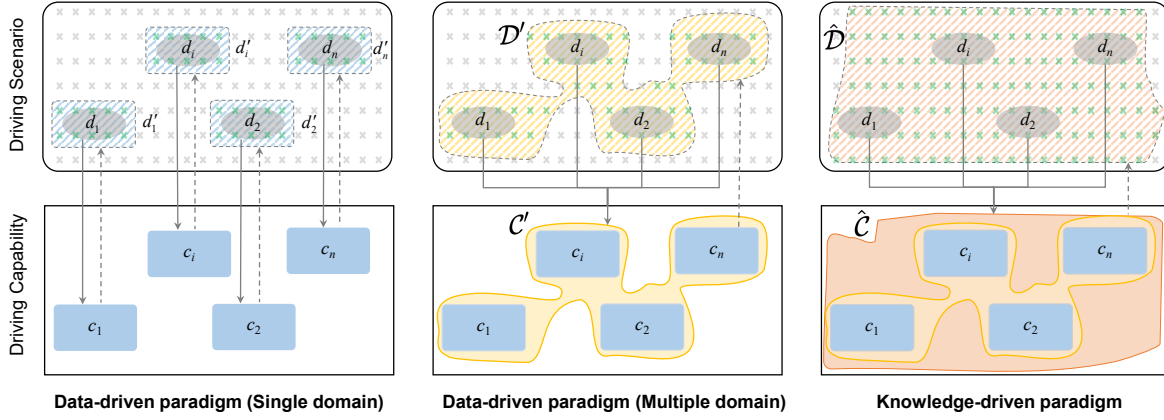 Driving Scenario
d_i d'_i d_n d'_n
d_1 d'_1 d_2 d'_2
𝒟′
d_i d_n
d_1 d_2
𝒟̂
d_i d_n
d_1 d_2
Driving Capability
c_i c_n
c_1 c_2
𝒞′
c_i c_n
c_1 c_2
𝒞̂
c_i c_n
c_1 c_2
Data-driven paradigm (Single domain)
Data-driven paradigm (Multiple domain)
Knowledge-driven paradigm